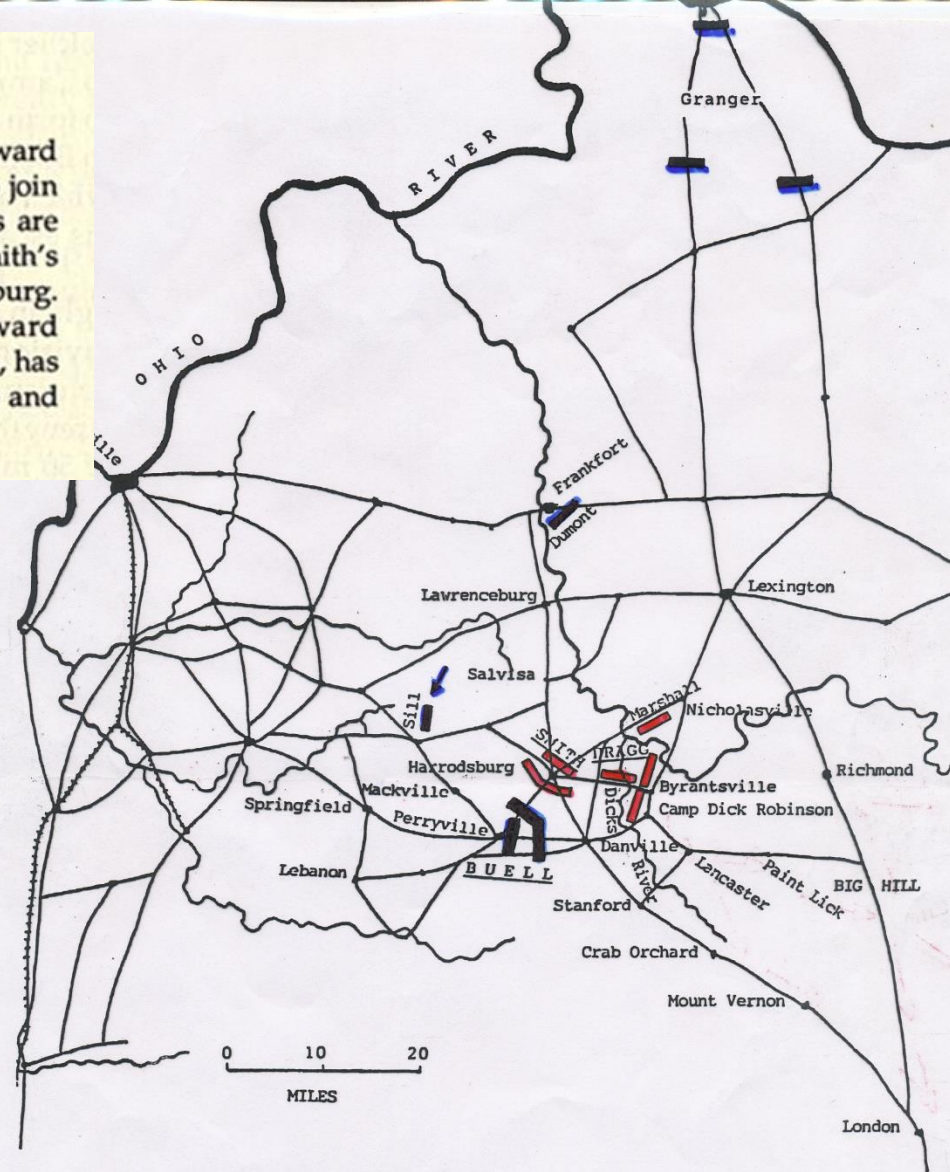 ward
join
s are
ith's
burg.
ward
, has
and
Granger
RIVER
OHIO
ille
Frankfort
Dumont
Lawrenceburg
Lexington
Salvisa
Sill
Marshall
Nicholasville
SMITH
BRAGG
Harrodsburg
Richmond
Mackville
Byrantsville
Springfield
Camp Dick Robinson
Perryville
Dicks River
Danville
BUELL
Lebanon
Lancaster
Paint Lick
BIG HILL
Stanford
Crab Orchard
Mount Vernon
0 10 20
MILES
London